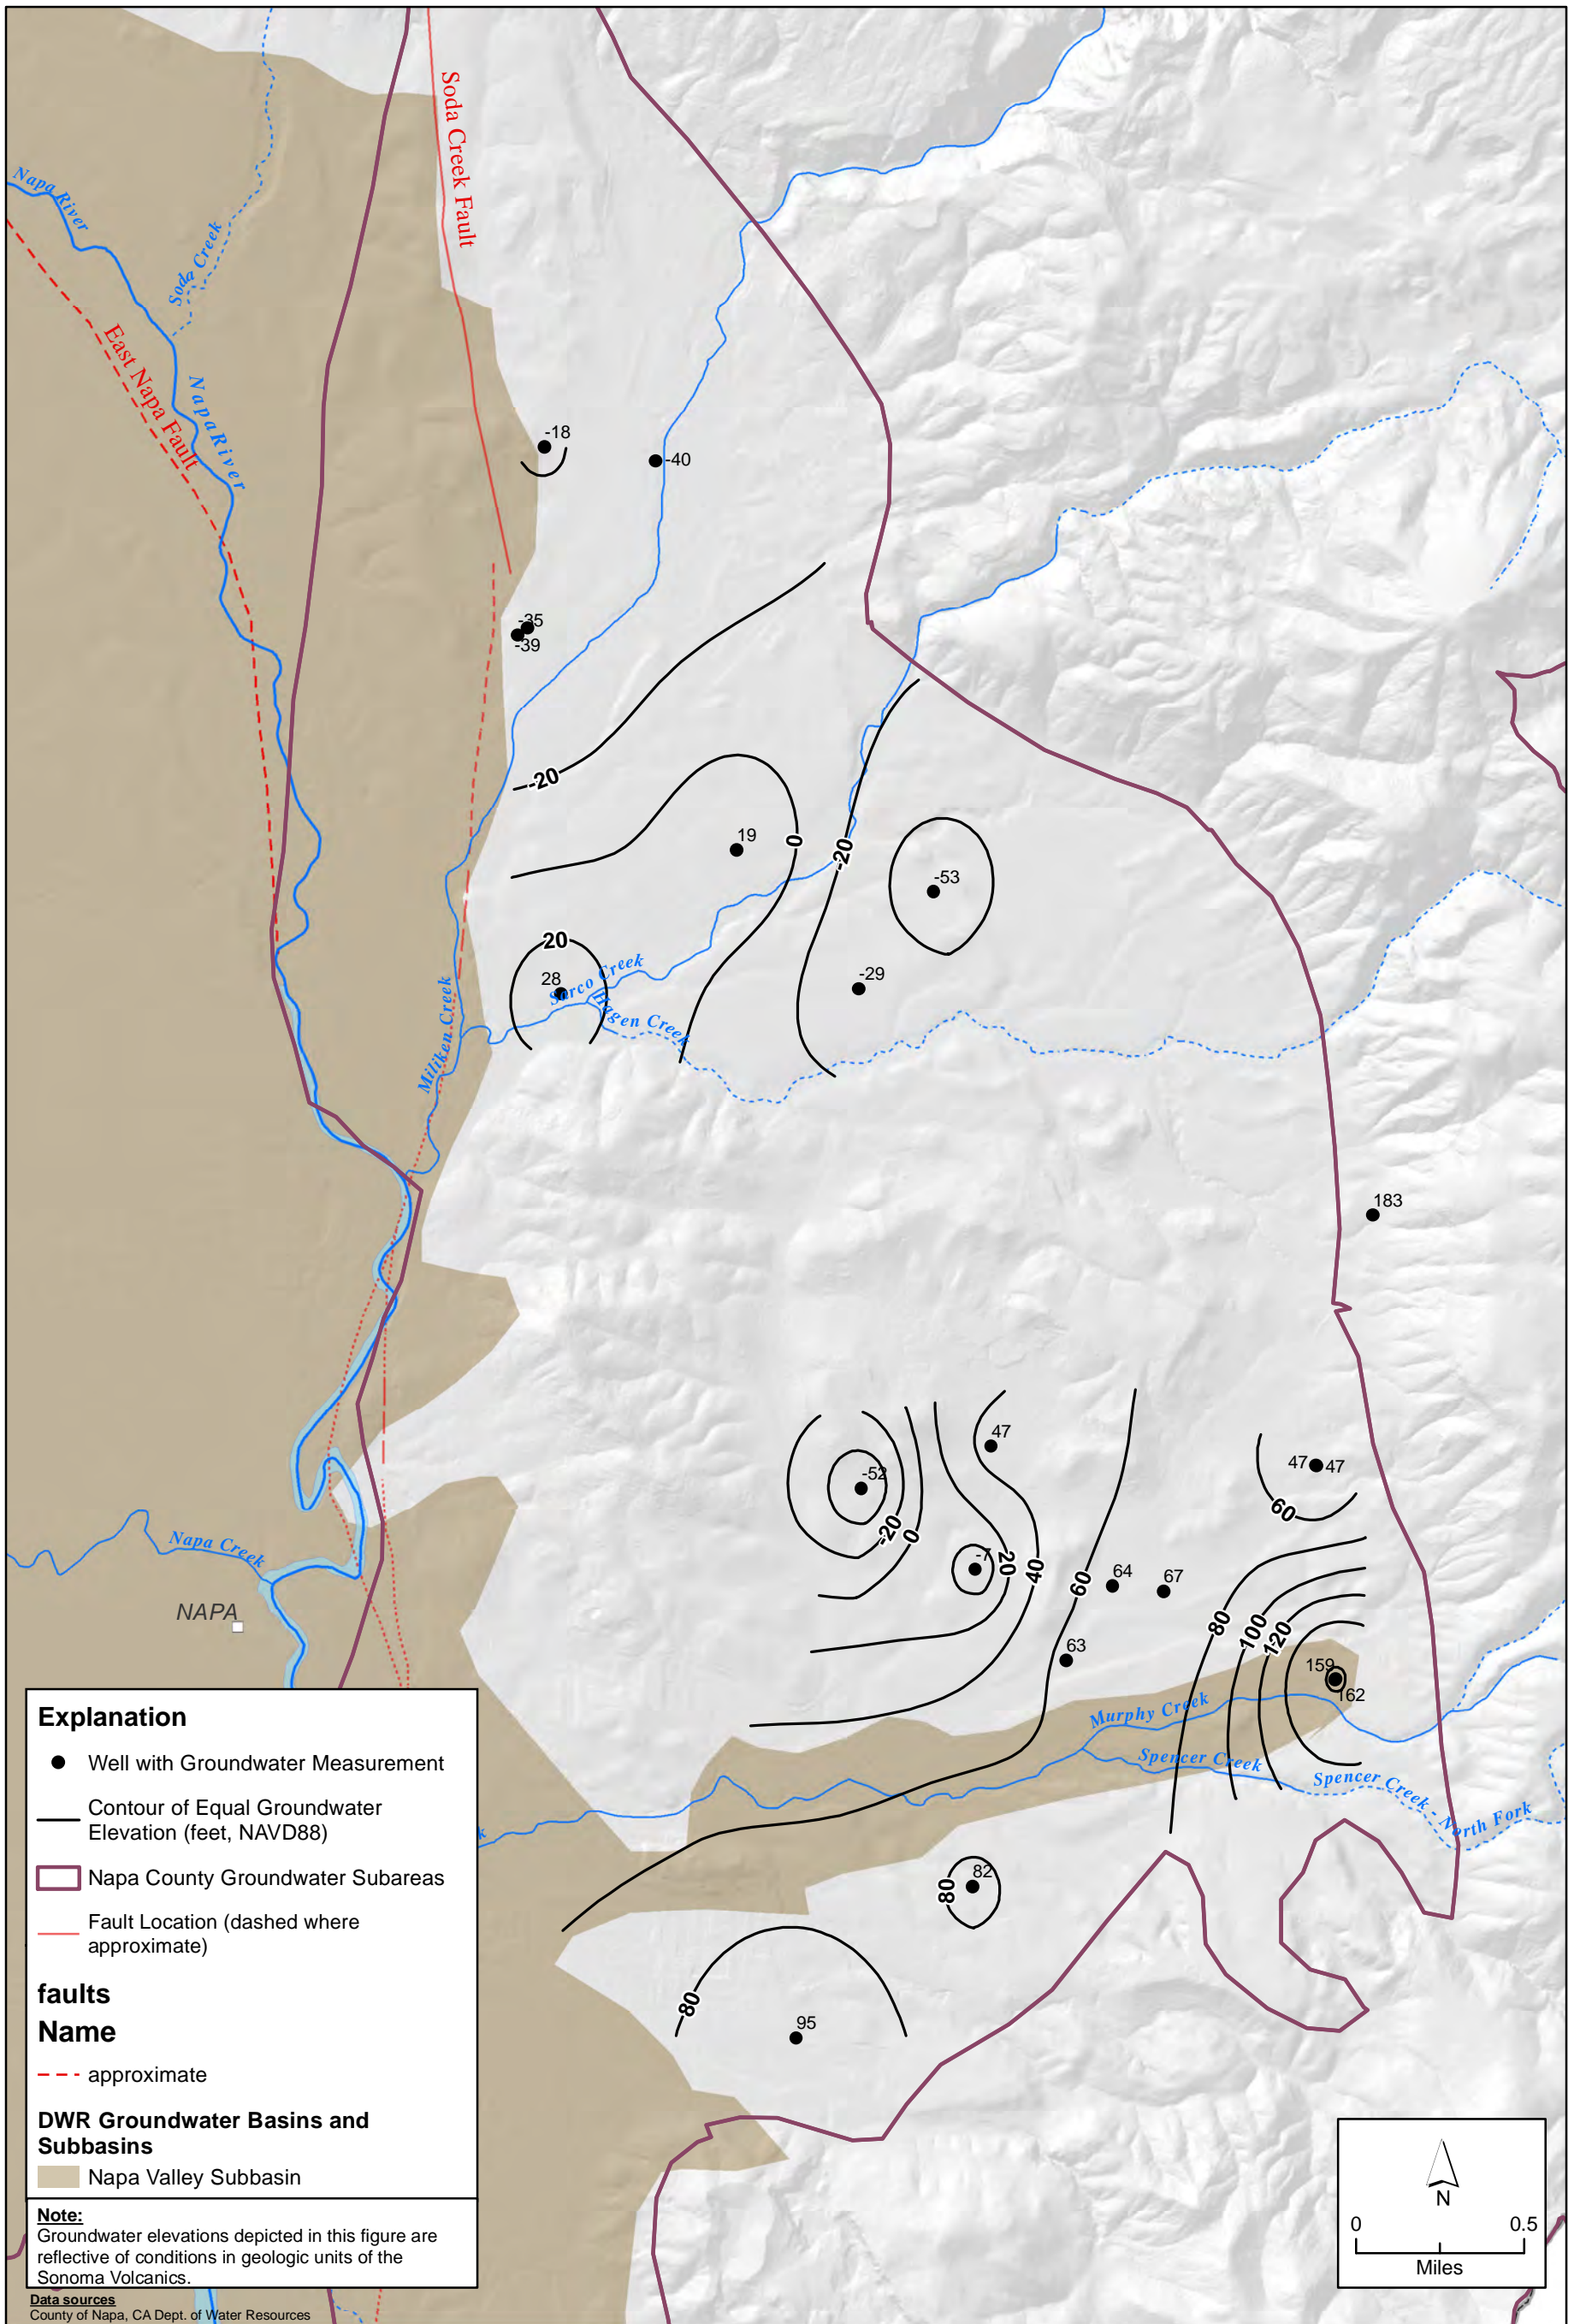 Soda Creek Fault
Napa River
Soda Creek
East Napa Fault
Napa River
-18
-40
-35
-39
-20
19
0
-20
-53
20
28
-29
Sarco Creek
Hagen Creek
Milliken Creek
183
47
-52
47
47
60
-20
0
-7
20
40
60
64
67
Napa Creek
NAPA
80
100
120
63
159
162
Murphy Creek
Spencer Creek
Spencer Creek - North Fork
82
80
80
95
Explanation
Well with Groundwater Measurement
Contour of Equal Groundwater
Elevation (feet, NAVD88)
Napa County Groundwater Subareas
Fault Location (dashed where
approximate)
faults
Name
approximate
DWR Groundwater Basins and
Subbasins
Napa Valley Subbasin
Note:
Groundwater elevations depicted in this figure are
reflective of conditions in geologic units of the
Sonoma Volcanics.
Data sources
County of Napa, CA Dept. of Water Resources
N
0 0.5
Miles